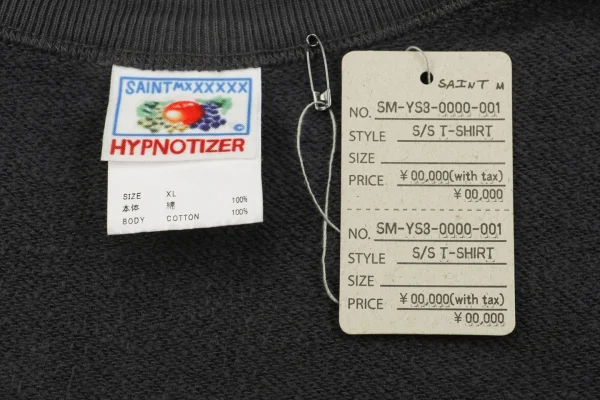 SAINT Mxxxxxx
©
HYPNOTIZER
SIZE XL
本体 綿 100%
BODY COTTON 100%
SAINT M
NO. SM-YS3-0000-001
STYLE S/S T-SHIRT
SIZE
PRICE ¥00,000(with tax)
¥00,000
NO. SM-YS3-0000-001
STYLE S/S T-SHIRT
SIZE
PRICE ¥00,000(with tax)
¥00,000